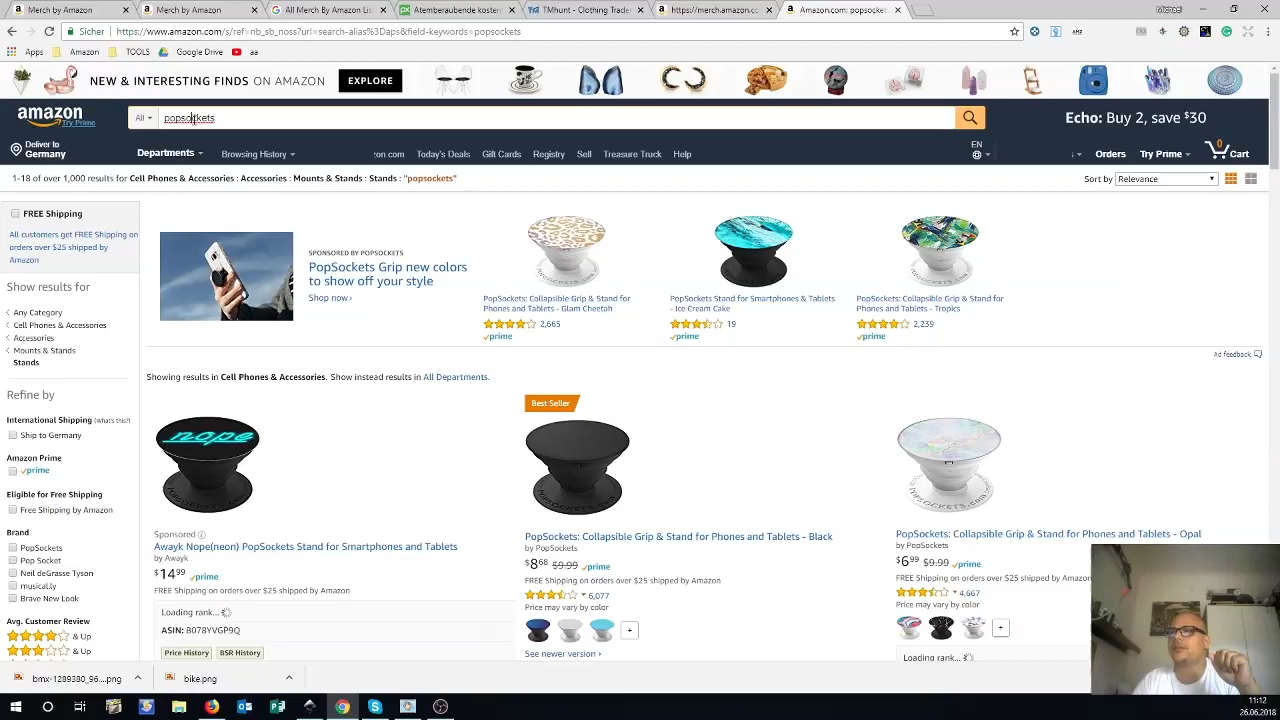 Merch by Amazon
Merch by Amazon
All Merch By Amazon Lis
Atemberaubende kosten
TMhunt - Clothing Trader
https://merch.amazon.co
Amazon.com: popsockets
Michael
Sicher
https://www.amazon.com/s/ref=nb_sb_noss?url=search-alias%3Daps&field-keywords=popsockets
Apps
Amazon
TOOLS
Google Drive
aa
NEW & INTERESTING FINDS ON AMAZON
EXPLORE
amazon
Try Prime
All
popsockets
Echo: Buy 2, save $30
Deliver to
Germany
Departments
Browsing History
zon.com
Today's Deals
Gift Cards
Registry
Sell
Treasure Truck
Help
EN
Orders
Try Prime
0
Cart
1-18 of over 1,000 results for Cell Phones & Accessories : Accessories : Mounts & Stands : Stands : "popsockets"
Sort by
Relevance
FREE Shipping
All customers get FREE Shipping on
orders over $25 shipped by
Amazon
Show results for
Any Category
Cell Phones & Accessories
Accessories
Mounts & Stands
Stands
Refine by
International Shipping (What's this?)
Ship to Germany
Amazon Prime
prime
Eligible for Free Shipping
Free Shipping by Amazon
Brand
PopSockets
Pop Socket
Neil deGrasse Tyson
musical.ly
Brave New Look
Avg. Customer Review
& Up
& Up
SPONSORED BY POPSOCKETS
PopSockets Grip new colors
to show off your style
Shop now ›
PopSockets: Collapsible Grip & Stand for
Phones and Tablets - Glam Cheetah
2,665
prime
PopSockets Stand for Smartphones & Tablets
- Ice Cream Cake
19
prime
PopSockets: Collapsible Grip & Stand for
Phones and Tablets - Tropics
2,239
prime
Ad feedback
Showing results in Cell Phones & Accessories. Show instead results in All Departments.
nope
Sponsored
Awayk Nope(neon) PopSockets Stand for Smartphones and Tablets
by Awayk
$14 99 prime
FREE Shipping on orders over $25 shipped by Amazon
Loading rank...
ASIN: B078YVGP9Q
Price History
BSR History
Best Seller
PopSockets: Collapsible Grip & Stand for Phones and Tablets - Black
by PopSockets
$8 68 $9.99 prime
FREE Shipping on orders over $25 shipped by Amazon
6,077
Price may vary by color
+
See newer version ›
PopSockets: Collapsible Grip & Stand for Phones and Tablets - Opal
by PopSockets
$6 99 $9.99 prime
FREE Shipping on orders over $25 shipped by Amazon
4,667
Price may vary by color
+
Loading rank...
bmx-1289380_96....png
bike.png
11:12
26.06.2018